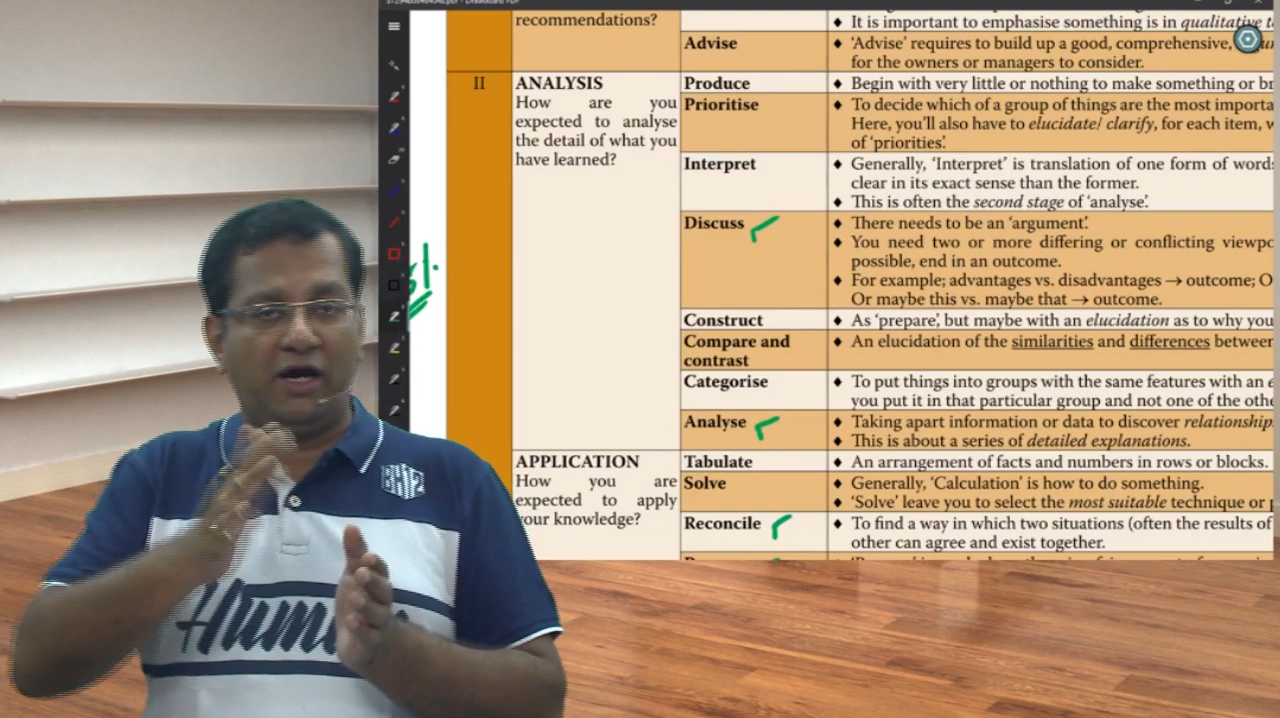 recommendations?
♦ It is important to emphasise something is in qualitative
Advise
♦ 'Advise' requires to build up a good, comprehensive,
for the owners or managers to consider.
II
ANALYSIS
How are you
expected to analyse
the detail of what you
have learned?
Produce
♦ Begin with very little or nothing to make something or
Prioritise
♦ To decide which of a group of things are the most
Here, you'll also have to elucidate/ clarify, for each item,
of 'priorities'.
Interpret
♦ Generally, 'Interpret' is translation of one form of
clear in its exact sense than the former.
♦ This is often the second stage of 'analyse'.
Discuss
♦ There needs to be an 'argument'.
♦ You need two or more differing or conflicting
possible, end in an outcome.
♦ For example; advantages vs. disadvantages → outcome;
Or maybe this vs. maybe that → outcome.
Construct
♦ As 'prepare', but maybe with an elucidation as to why you
Compare and
contrast
♦ An elucidation of the similarities and differences between
Categorise
♦ To put things into groups with the same features with an
you put it in that particular group and not one of the
Analyse
♦ Taking apart information or data to discover
♦ This is about a series of detailed explanations.
APPLICATION
How you are
expected to apply
your knowledge?
Tabulate
♦ An arrangement of facts and numbers in rows or blocks.
Solve
♦ Generally, 'Calculation' is how to do something.
♦ 'Solve' leave you to select the most suitable technique or
Reconcile
♦ To find a way in which two situations (often the results of
other can agree and exist together.